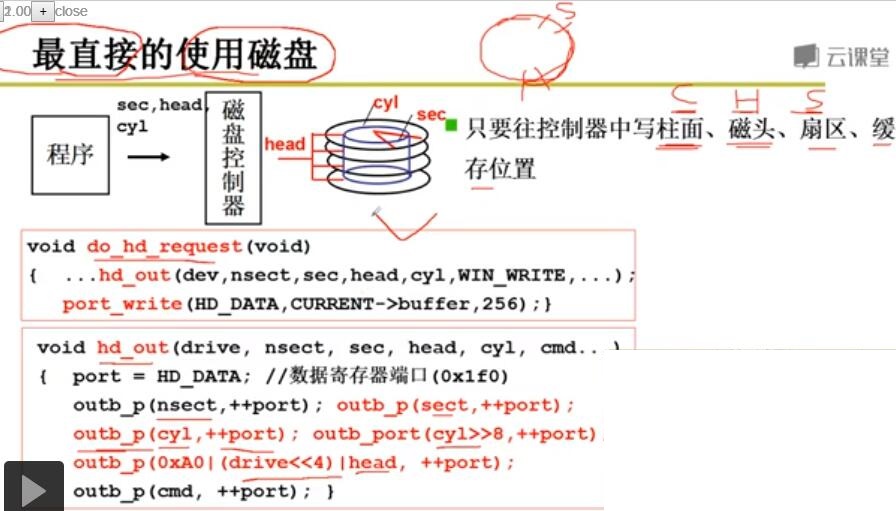 1.00 + close
最直接的使用磁盘
云课堂
S
H
S H S
sec,head,
cyl
程序
磁盘控制器
head
cyl
sec
只要往控制器中写柱面、磁头、扇区、缓
存位置
void do_hd_request(void)
{ ...hd_out(dev,nsect,sec,head,cyl,WIN_WRITE,...);
port_write(HD_DATA,CURRENT->buffer,256);}
void hd_out(drive, nsect, sec, head, cyl, cmd...)
{ port = HD_DATA; //数据寄存器端口(0x1f0)
outb_p(nsect,++port); outb_p(sect,++port);
outb_p(cyl,++port); outb_port(cyl>>8,++port)
outb_p(0xA0|(drive<<4)|head, ++port);
outb_p(cmd, ++port); }